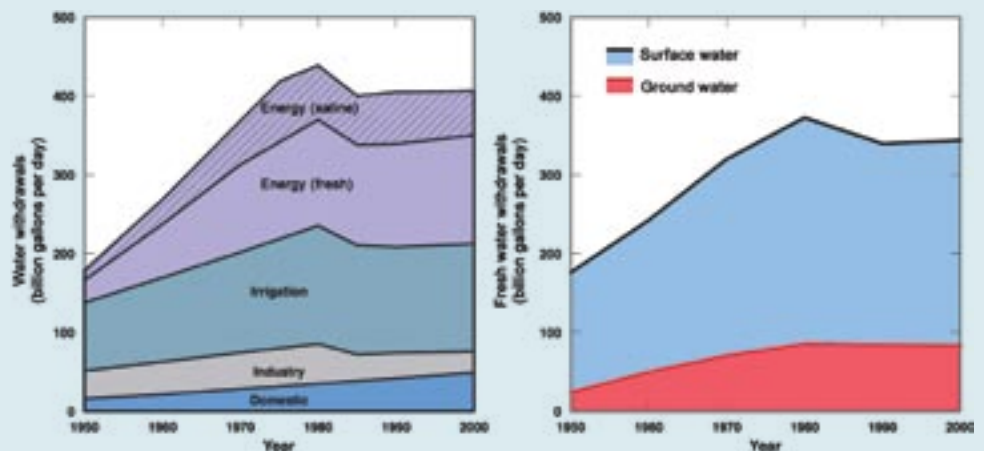 500
400
300
200
100
0
Water withdrawals
(billion gallons per day)
Energy (saline)
Energy (fresh)
Irrigation
Industry
Domestic
1950 1960 1970 1980 1990 2000
Year
500
400
300
200
100
0
Fresh water withdrawals
(billion gallons per day)
Surface water
Ground water
1950 1960 1970 1980 1990 2000
Year